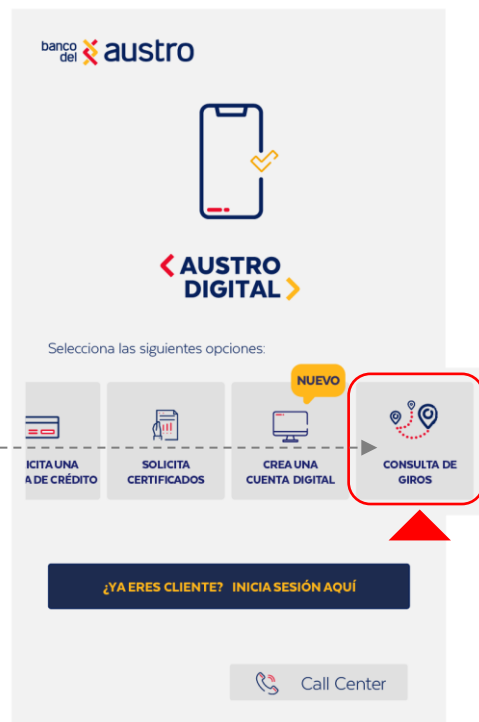 banco del austro
AUSTRO
DIGITAL
Selecciona las siguientes opciones:
NUEVO
ICITA UNA
A DE CRÉDITO
SOLICITA
CERTIFICADOS
CREA UNA
CUENTA DIGITAL
CONSULTA DE
GIROS
¿YA ERES CLIENTE? INICIA SESIÓN AQUÍ
Call Center